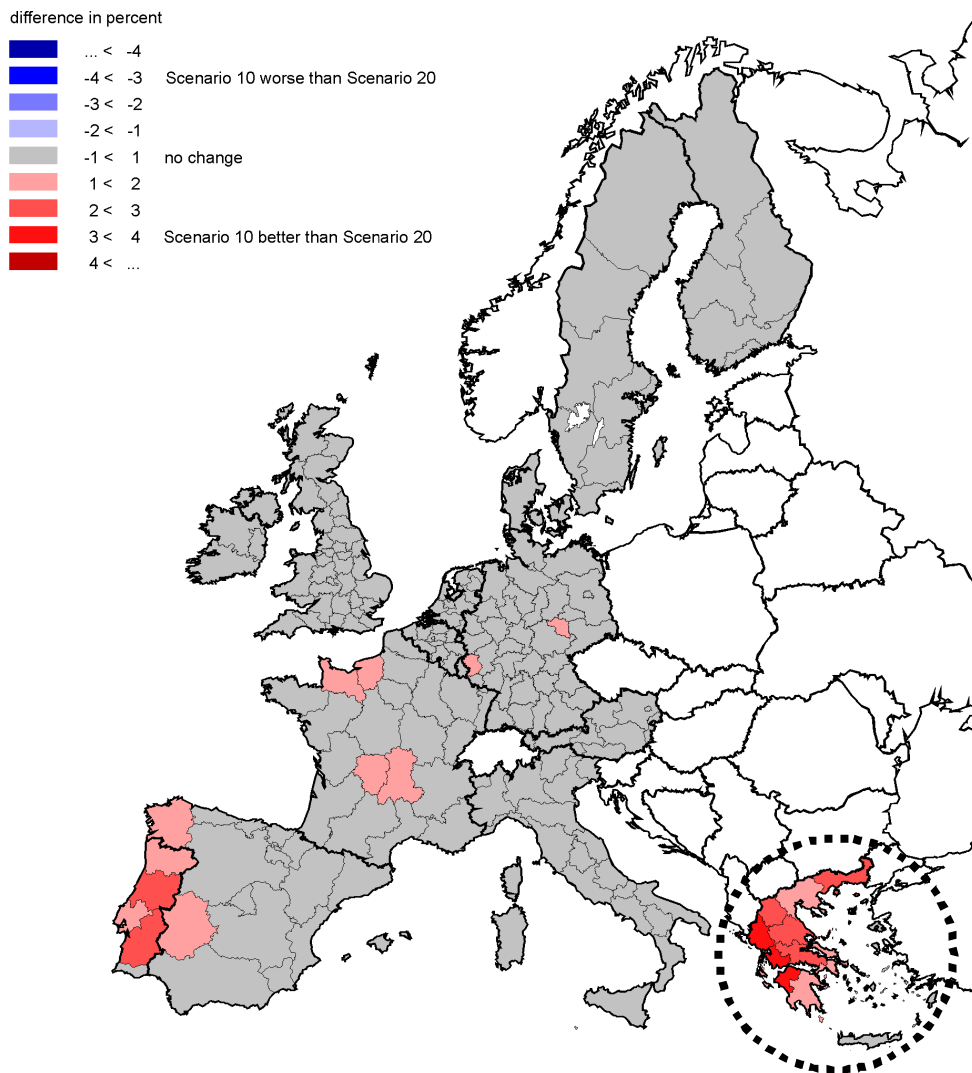 difference in percent
... < -4
-4 < -3 Scenario 10 worse than Scenario 20
-3 < -2
-2 < -1
-1 < 1 no change
1 < 2
2 < 3
3 < 4 Scenario 10 better than Scenario 20
4 < ...